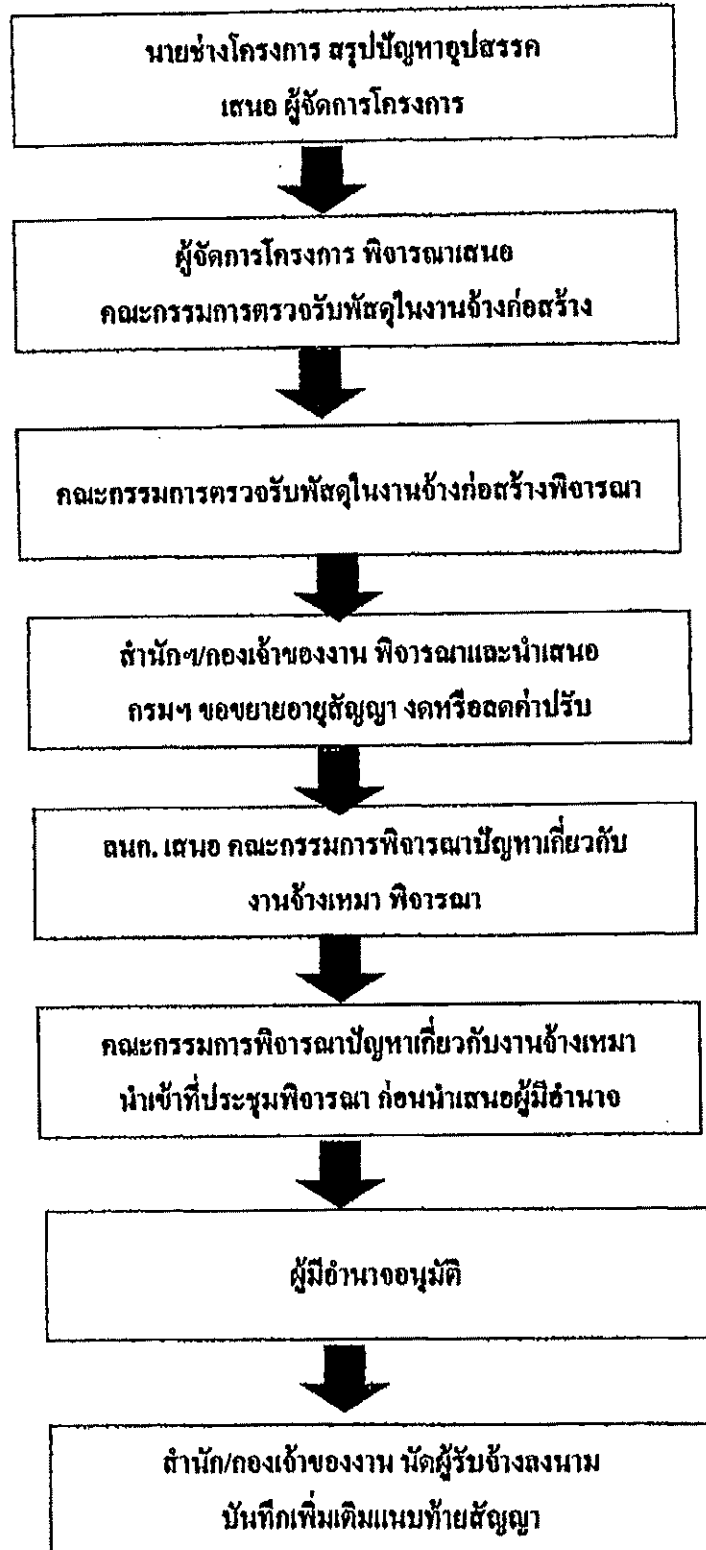 นายช่างโครงการ สรุปปัญหาอุปสรรค
เสนอ ผู้จัดการโครงการ
ผู้จัดการโครงการ พิจารณาเสนอ
คณะกรรมการตรวจรับพัสดุในงานจ้างก่อสร้าง
คณะกรรมการตรวจรับพัสดุในงานจ้างก่อสร้างพิจารณา
สำนักฯ/กองเจ้าของงาน พิจารณาและนำเสนอ
กรมฯ ขอขยายอายุสัญญา งดหรือลดค่าปรับ
ลนก. เสนอ คณะกรรมการพิจารณาปัญหาเกี่ยวกับ
งานจ้างเหมา พิจารณา
คณะกรรมการพิจารณาปัญหาเกี่ยวกับงานจ้างเหมา
นำเข้าที่ประชุมพิจารณา ก่อนนำเสนอผู้มีอำนาจ
ผู้มีอำนาจอนุมัติ
สำนัก/กองเจ้าของงาน นัดผู้รับจ้างลงนาม
บันทึกเพิ่มเติมแนบท้ายสัญญา